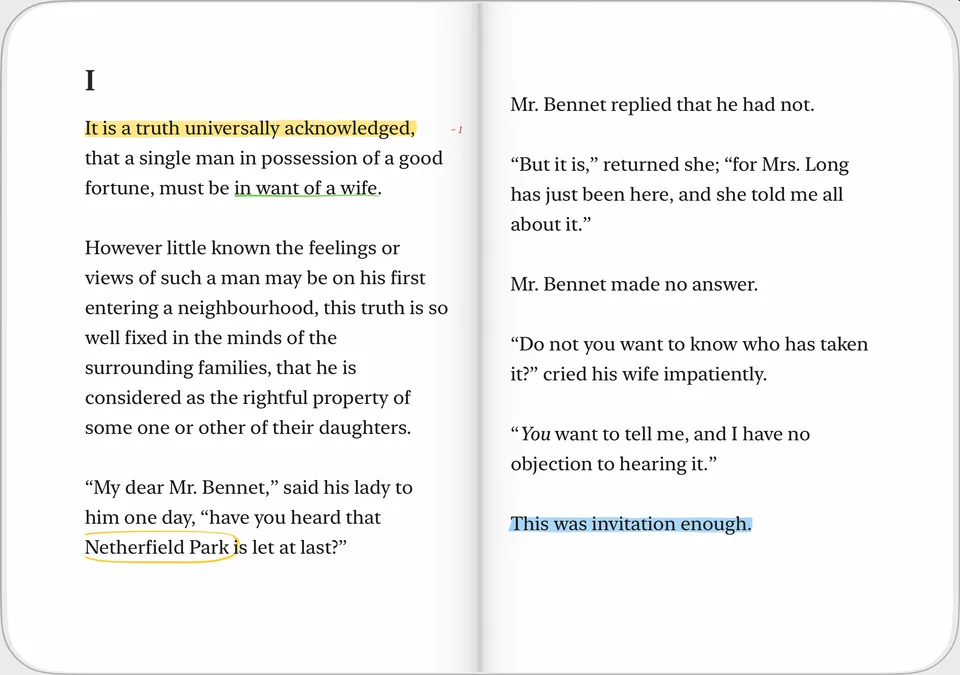 I
It is a truth universally acknowledged,
~1
that a single man in possession of a good
fortune, must be in want of a wife.
However little known the feelings or
views of such a man may be on his first
entering a neighbourhood, this truth is so
well fixed in the minds of the
surrounding families, that he is
considered as the rightful property of
some one or other of their daughters.
“My dear Mr. Bennet,” said his lady to
him one day, “have you heard that
Netherfield Park is let at last?”
Mr. Bennet replied that he had not.
“But it is,” returned she; “for Mrs. Long
has just been here, and she told me all
about it.”
Mr. Bennet made no answer.
“Do not you want to know who has taken
it?” cried his wife impatiently.
“You want to tell me, and I have no
objection to hearing it.”
This was invitation enough.